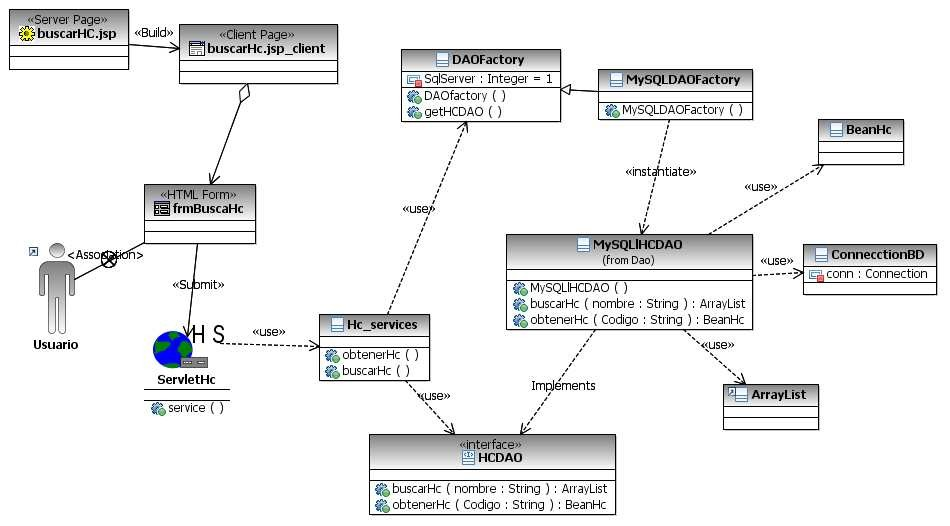 «Server Page»
buscarHC.jsp
«Build»
«Client Page»
buscarHc.jsp_client
DAOFactory
SqlServer : Integer = 1
DAOfactory ( )
getHCDAO ( )
MySQLDAOFactory
MySQLDAOFactory ( )
BeanHc
«instantiate»
«use»
«use»
«HTML Form»
frmBuscaHc
<Assodation>
Usuario
«Submit»
H S
ServletHc
service ( )
«use»
Hc_services
obtenerHc ( )
buscarHc ( )
MySQLlHCDAO
(from Dao)
MySQLlHCDAO ( )
buscarHc ( nombre : String ) : ArrayList
obtenerHc ( Codigo : String ) : BeanHc
«use»
ConnecctionBD
conn : Connection
«use»
ArrayList
Implements
«use»
«interface»
HCDAO
buscarHc ( nombre : String ) : ArrayList
obtenerHc ( Codigo : String ) : BeanHc